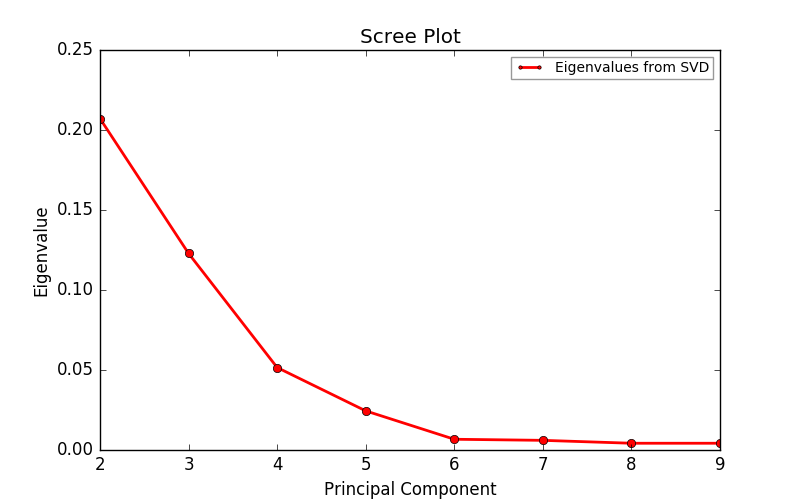 Scree Plot
Eigenvalues from SVD
0.25
0.20
0.15
0.10
0.05
0.00
Eigenvalue
2 3 4 5 6 7 8 9
Principal Component